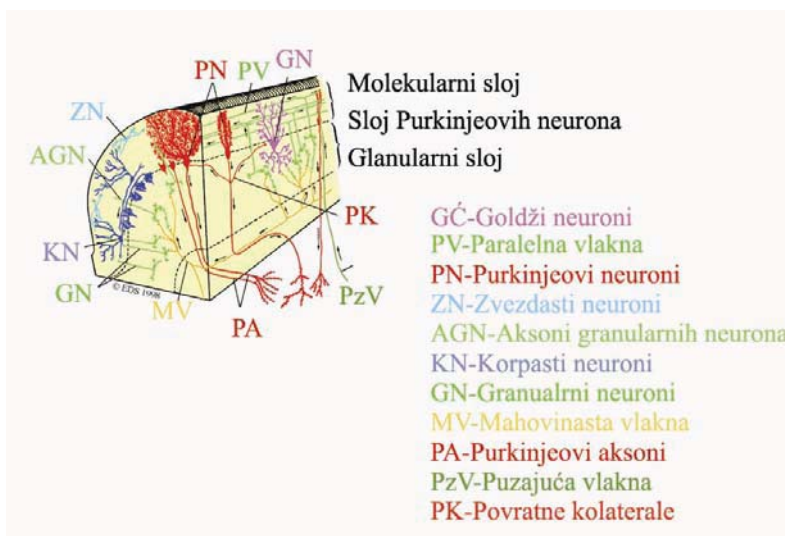 PN PV GN
ZN
AGN
KN
GN
© EDS 1998
MV
PA
PK
PzV
Molekularni sloj
Sloj Purkinjeovih neurona
Glanularni sloj
GĆ-Goldži neuroni
PV-Paralelna vlakna
PN-Purkinjeovi neuroni
ZN-Zvezdasti neuroni
AGN-Aksoni granularnih neurona
KN-Korpasti neuroni
GN-Granualrni neuroni
MV-Mahovinasta vlakna
PA-Purkinjeovi aksoni
PzV-Puzajuća vlakna
PK-Povratne kolaterale